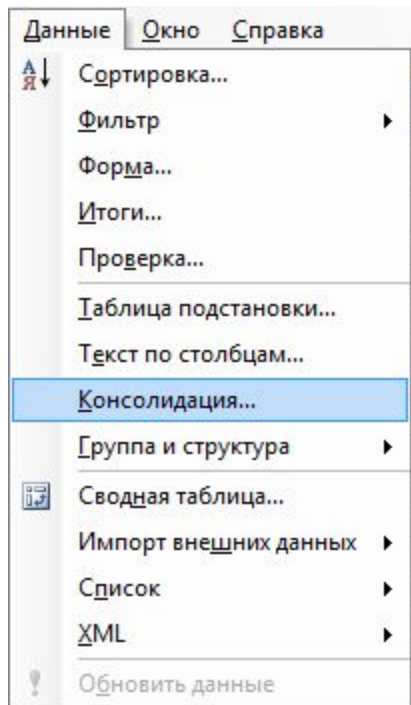 Данные Окно Справка
Сортировка...
Фильтр
Форма...
Итоги...
Проверка...
Таблица подстановки...
Текст по столбцам...
Консолидация...
Группа и структура
Сводная таблица...
Импорт внешних данных
Список
XML
Обновить данные